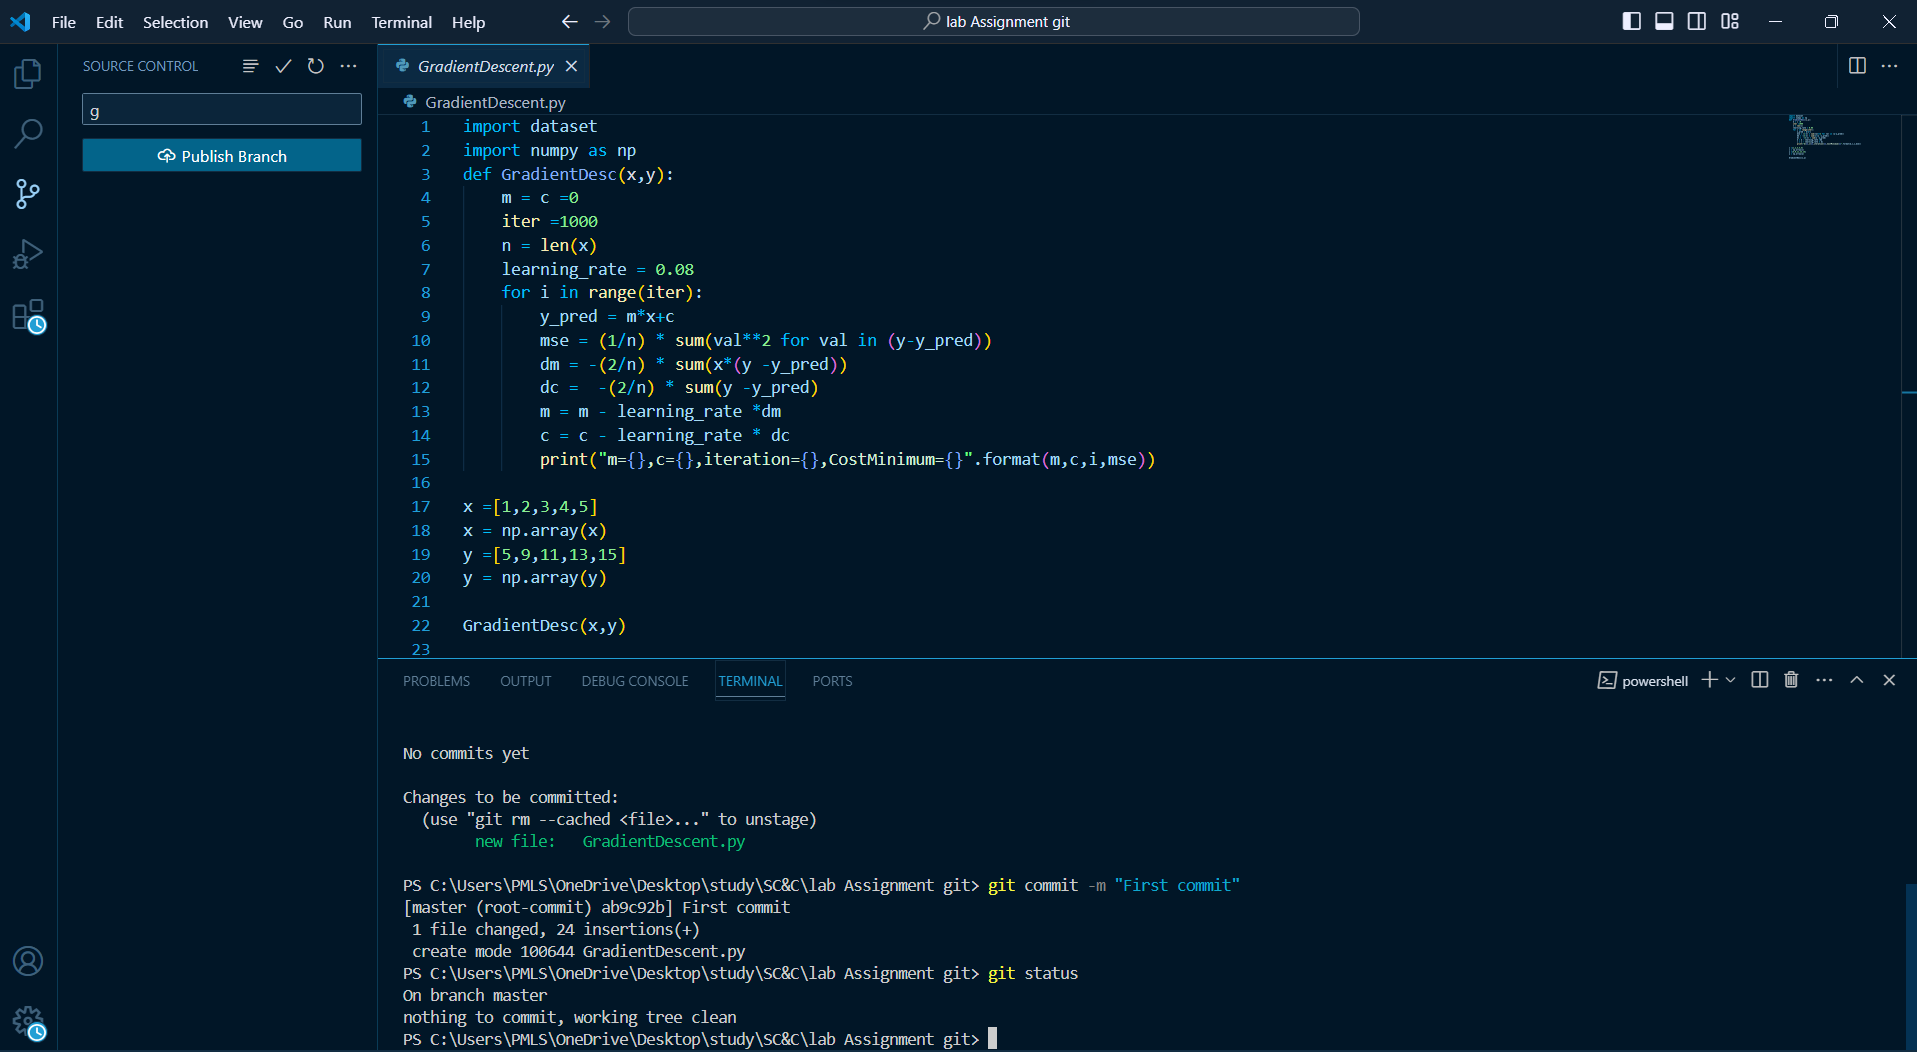 File Edit Selection View Go Run Terminal Help
lab Assignment git
SOURCE CONTROL
g
Publish Branch
GradientDescent.py
GradientDescent.py
1 import dataset
2 import numpy as np
3 def GradientDesc(x,y):
4 m = c =0
5 iter =1000
6 n = len(x)
7 learning_rate = 0.08
8 for i in range(iter):
9 y_pred = m*x+c
10 mse = (1/n) * sum(val**2 for val in (y-y_pred))
11 dm = -(2/n) * sum(x*(y -y_pred))
12 dc =  -(2/n) * sum(y -y_pred)
13 m = m - learning_rate *dm
14 c = c - learning_rate * dc
15 print("m={},c={},iteration={},CostMinimum={}".format(m,c,i,mse))
16
17 x =[1,2,3,4,5]
18 x = np.array(x)
19 y =[5,9,11,13,15]
20 y = np.array(y)
21
22 GradientDesc(x,y)
23
PROBLEMS OUTPUT DEBUG CONSOLE TERMINAL PORTS
powershell
No commits yet
Changes to be committed:
(use "git rm --cached <file>..." to unstage)
new file:   GradientDescent.py
PS C:\Users\PMLS\OneDrive\Desktop\study\SC&C\lab Assignment git> git commit -m "First commit"
[master (root-commit) ab9c92b] First commit
1 file changed, 24 insertions(+)
create mode 100644 GradientDescent.py
PS C:\Users\PMLS\OneDrive\Desktop\study\SC&C\lab Assignment git> git status
On branch master
nothing to commit, working tree clean
PS C:\Users\PMLS\OneDrive\Desktop\study\SC&C\lab Assignment git>